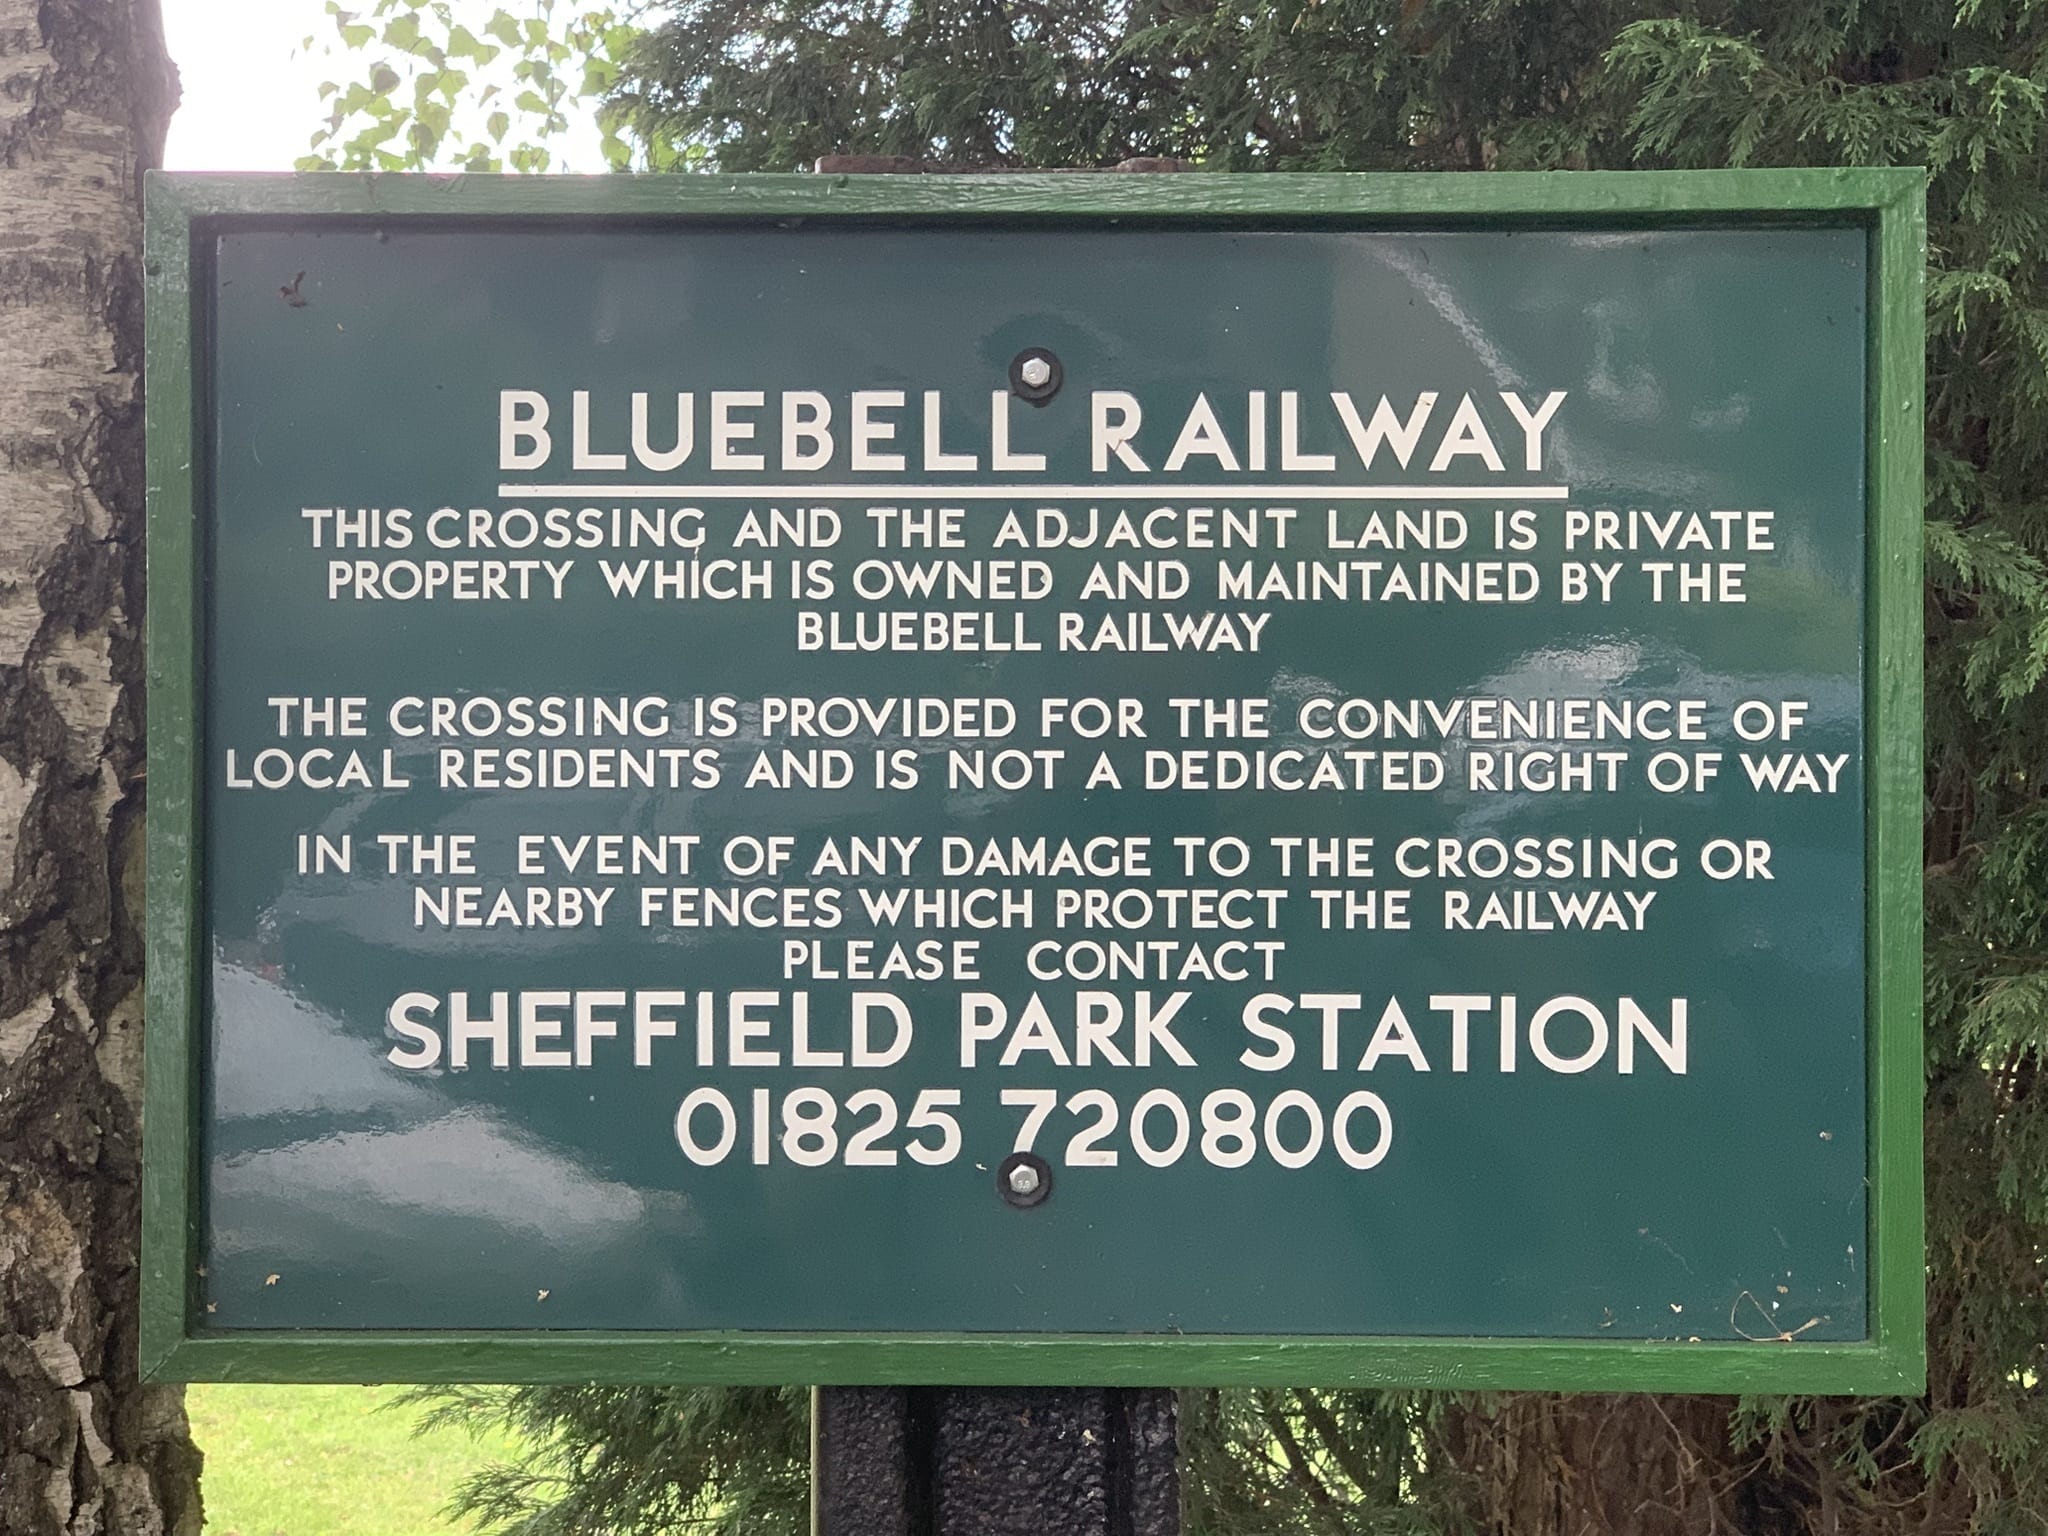 BLUEBELL RAILWAY
THIS CROSSING AND THE ADJACENT LAND IS PRIVATE
PROPERTY WHICH IS OWNED AND MAINTAINED BY THE
BLUEBELL RAILWAY
THE CROSSING IS PROVIDED FOR THE CONVENIENCE OF
LOCAL RESIDENTS AND IS NOT A DEDICATED RIGHT OF WAY
IN THE EVENT OF ANY DAMAGE TO THE CROSSING OR
NEARBY FENCES WHICH PROTECT THE RAILWAY
PLEASE CONTACT
SHEFFIELD PARK STATION
01825 720800